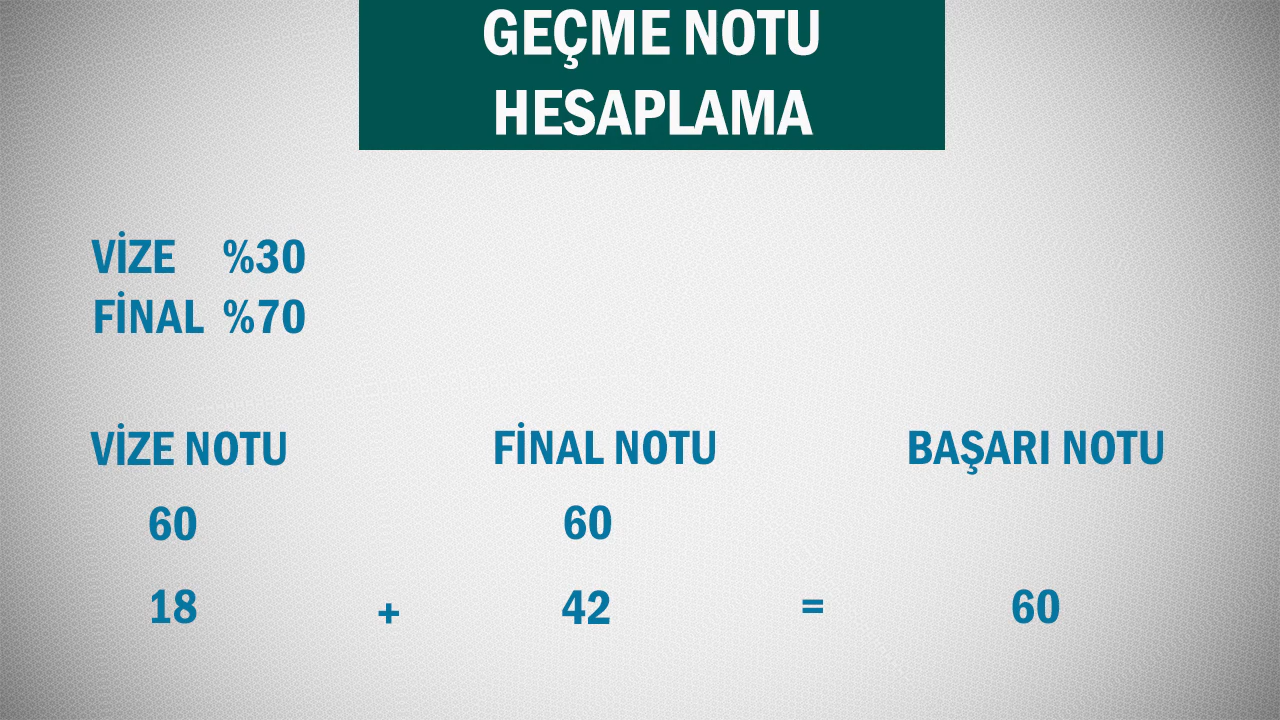 GEÇME NOTU
HESAPLAMA
VİZE %30
FİNAL %70
VİZE NOTU FİNAL NOTU BAŞARI NOTU
60 60
18 + 42 = 60